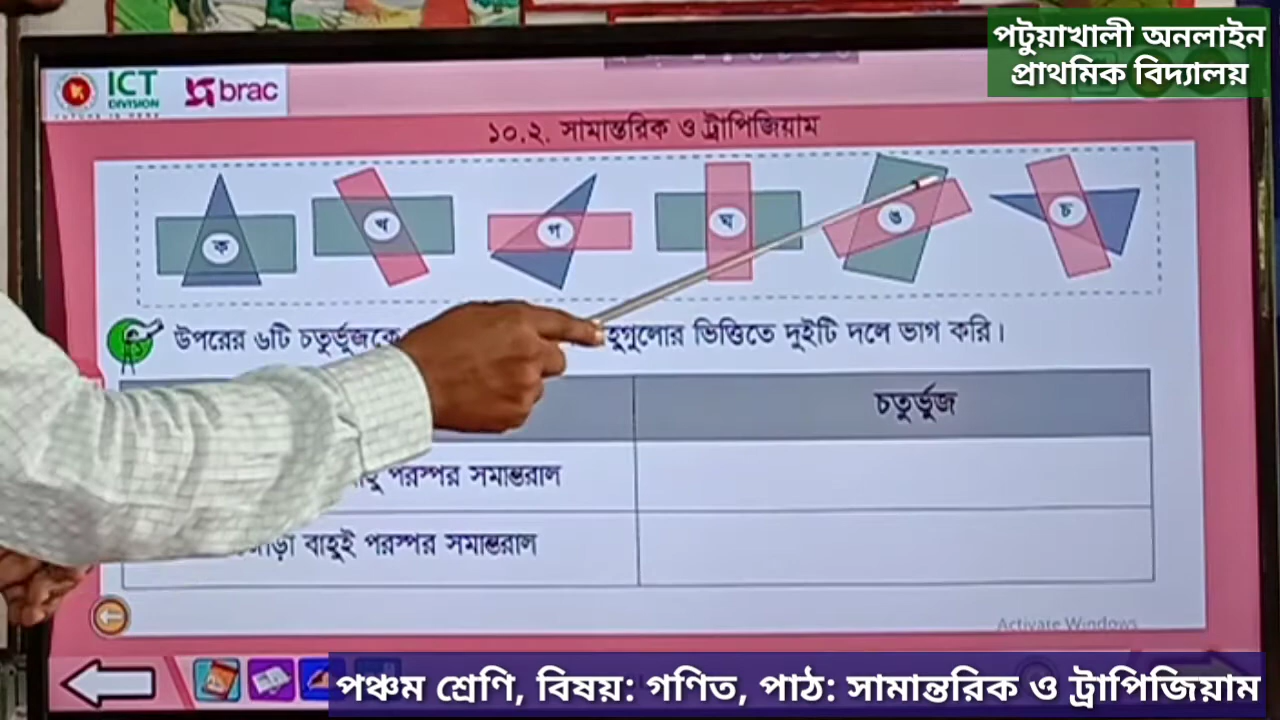 পটুয়াখালী অনলাইন
প্রাথমিক বিদ্যালয়
ICT
DIVISION
brac
১০.২. সামান্তরিক ও ট্রাপিজিয়াম
ক খ গ ঘ ঙ চ
উপরের ৬টি চতুর্ভুজকে হুগুলোর ভিত্তিতে দুইটি দলে ভাগ করি।
চতুর্ভুজ
বাহু পরস্পর সমান্তরাল
জোড়া বাহুই পরস্পর সমান্তরাল
Activate Windows
পঞ্চম শ্রেণি, বিষয়: গণিত, পাঠ: সামান্তরিক ও ট্রাপিজিয়াম